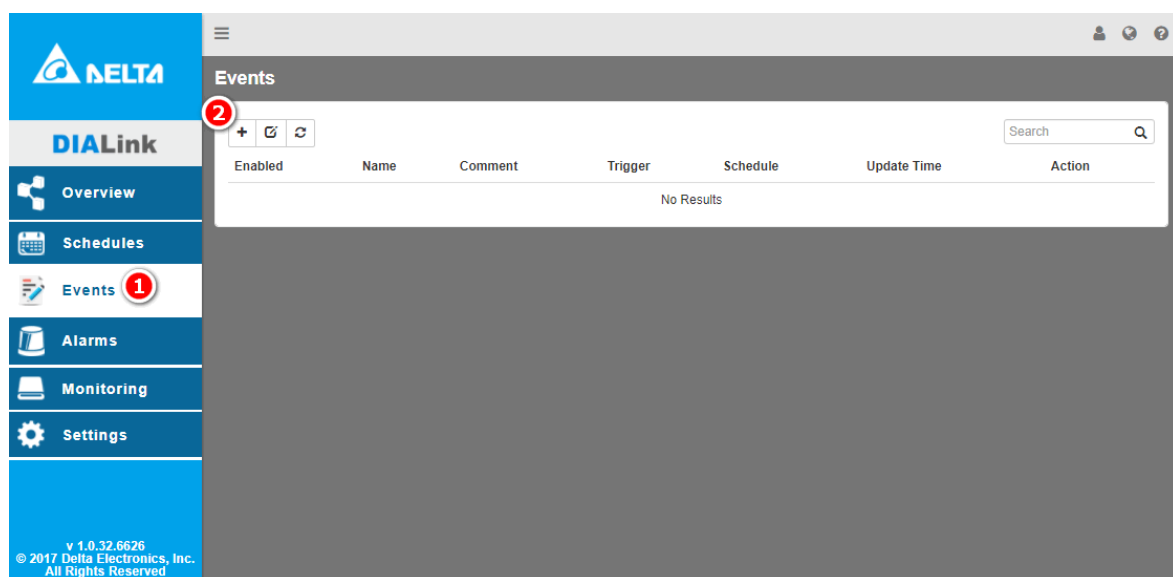 DELTA
DIALink
Overview
Schedules
Events 1
Alarms
Monitoring
Settings
v 1.0.32.6626
© 2017 Delta Electronics, Inc.
All Rights Reserved
Events
2
Search
Enabled Name Comment Trigger Schedule Update Time Action
No Results